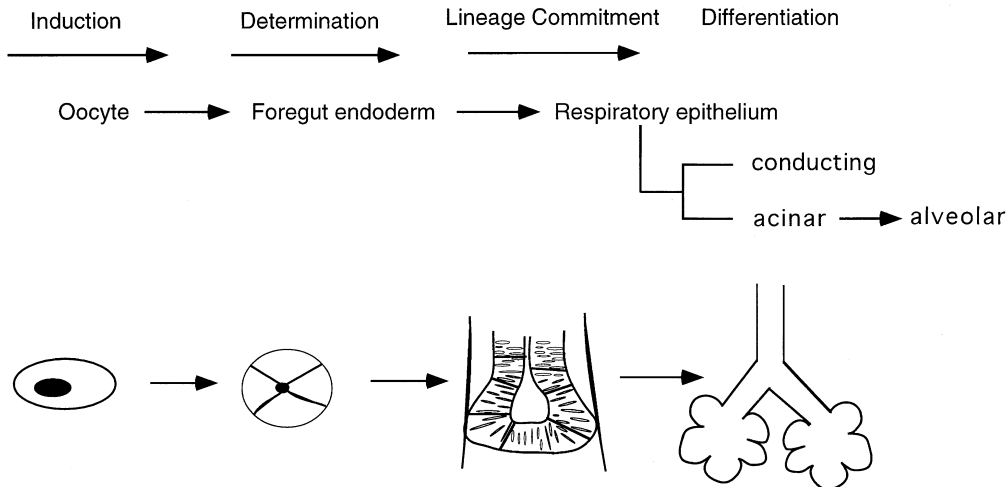 Induction Determination Lineage Commitment Differentiation
Oocyte Foregut endoderm Respiratory epithelium
conducting
acinar alveolar